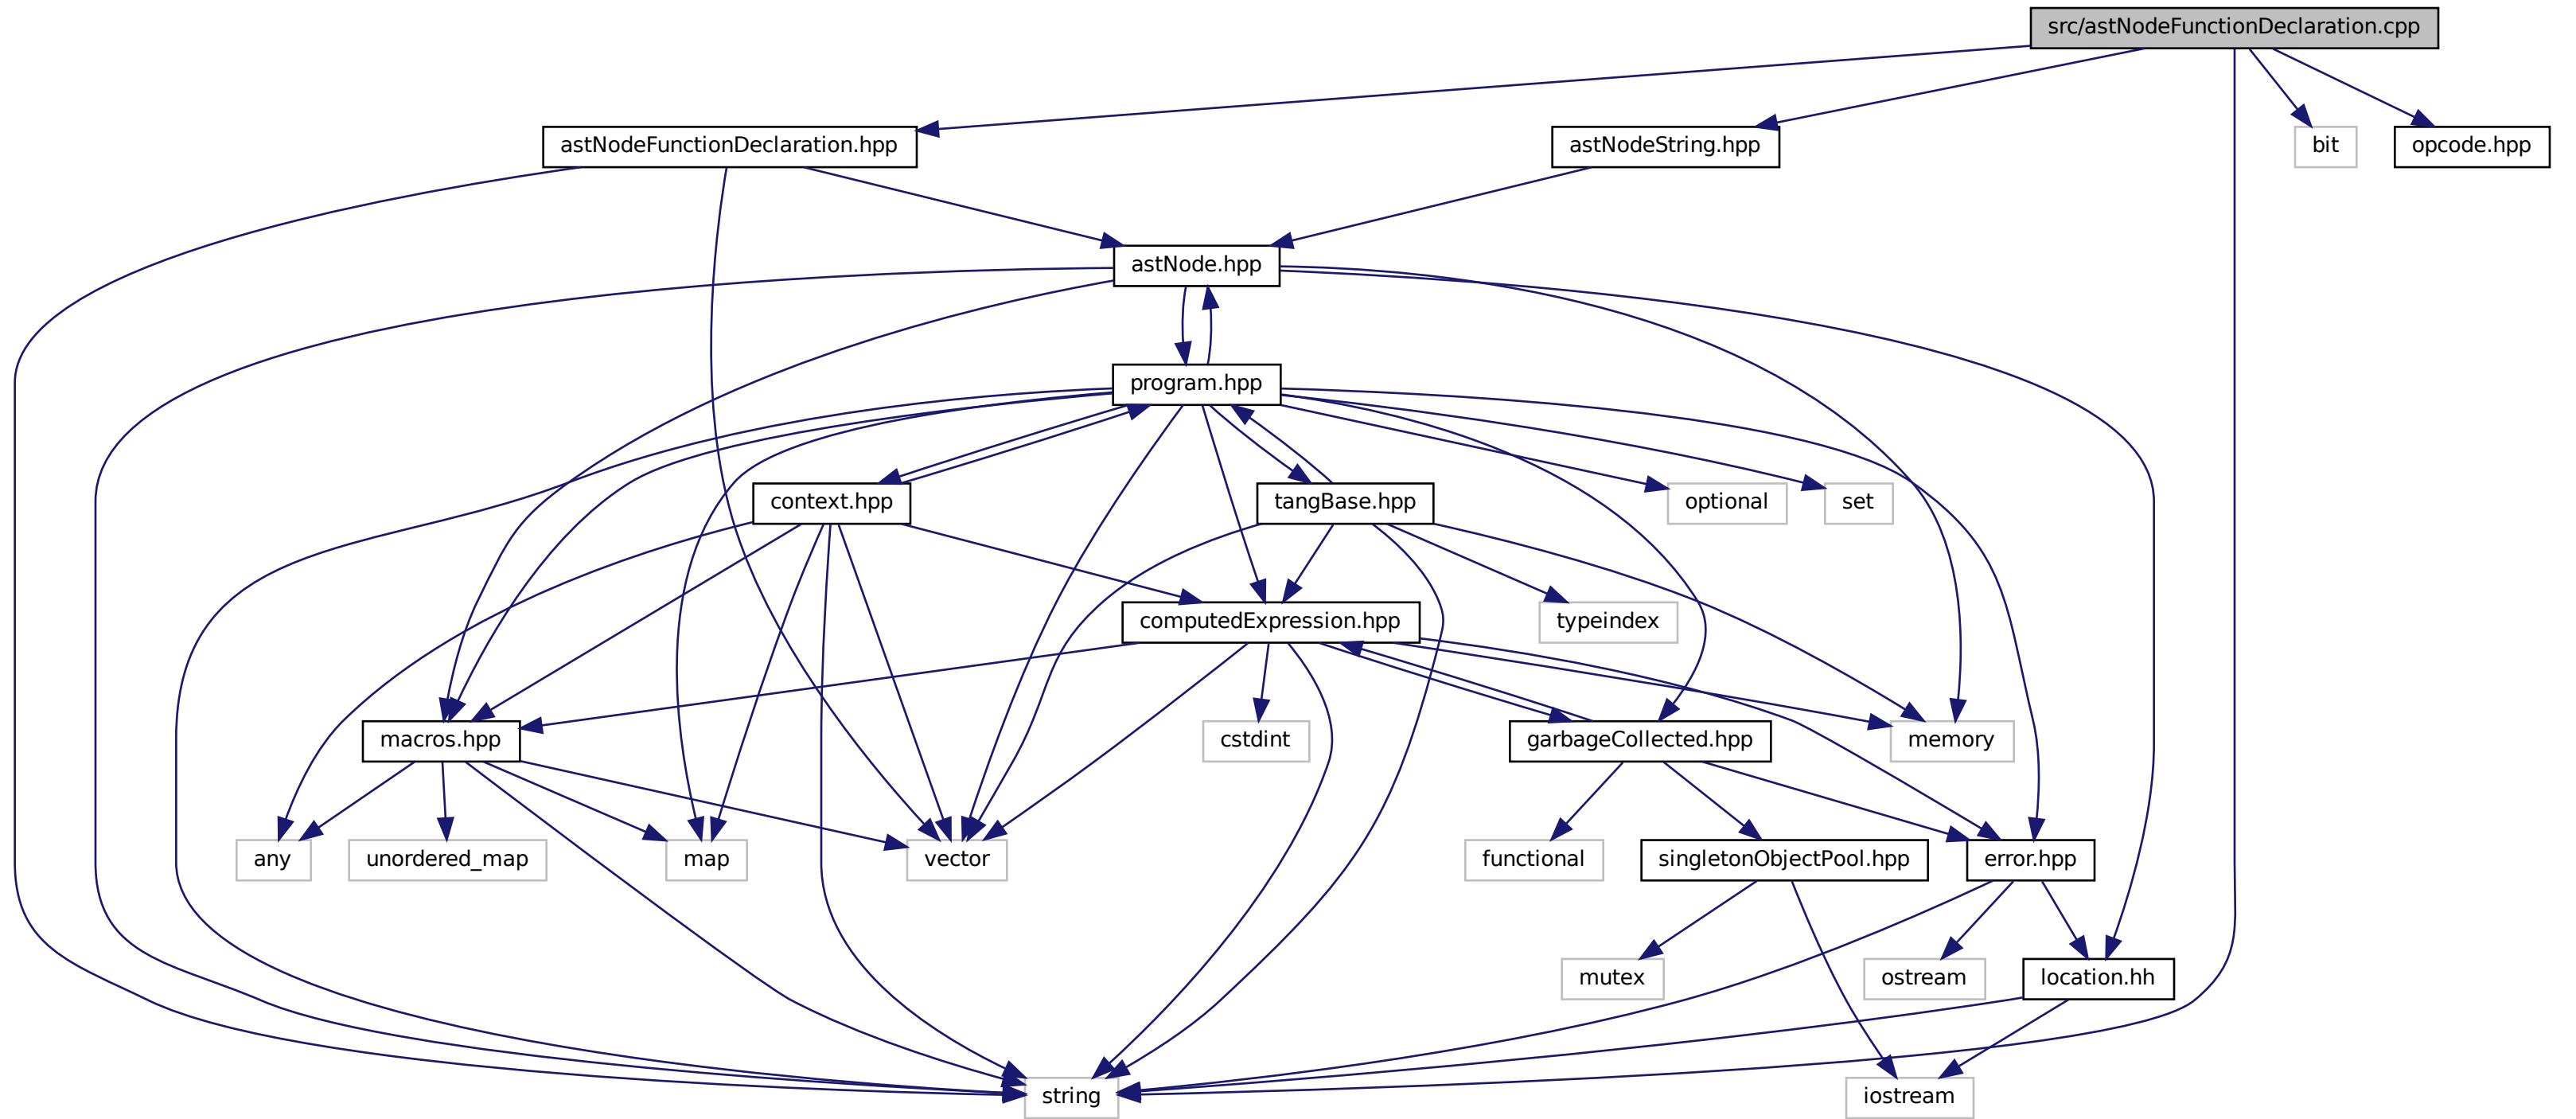 src/astNodeFunctionDeclaration.cpp
astNodeFunctionDeclaration.hpp
astNodeString.hpp
bit
opcode.hpp
astNode.hpp
program.hpp
context.hpp
tangBase.hpp
optional
set
computedExpression.hpp
typeindex
macros.hpp
cstdint
garbageCollected.hpp
memory
any
unordered_map
map
vector
functional
singletonObjectPool.hpp
error.hpp
mutex
ostream
location.hh
string
iostream